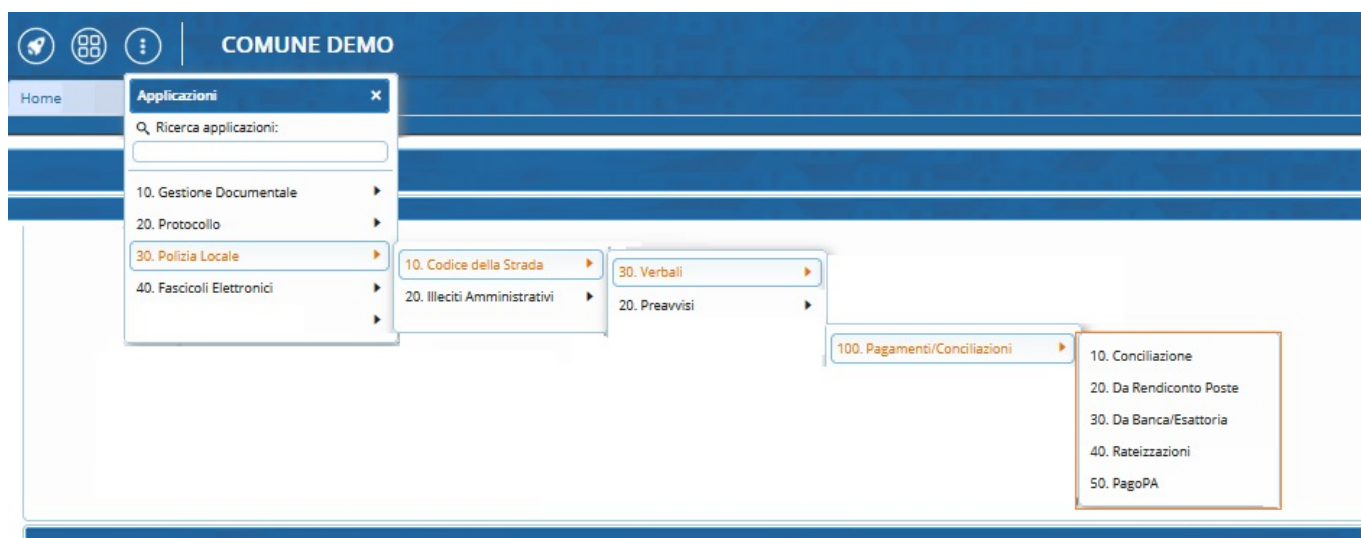 COMUNE DEMO
Home
Applicazioni
Ricerca applicazioni:
10. Gestione Documentale
20. Protocollo
30. Polizia Locale
40. Fascicoli Elettronici
10. Codice della Strada
20. Illeciti Amministrativi
30. Verbali
20. Preavvisi
100. Pagamenti/Conciliazioni
10. Conciliazione
20. Da Rendiconto Poste
30. Da Banca/Esattoria
40. Rateizzazioni
50. PagoPA